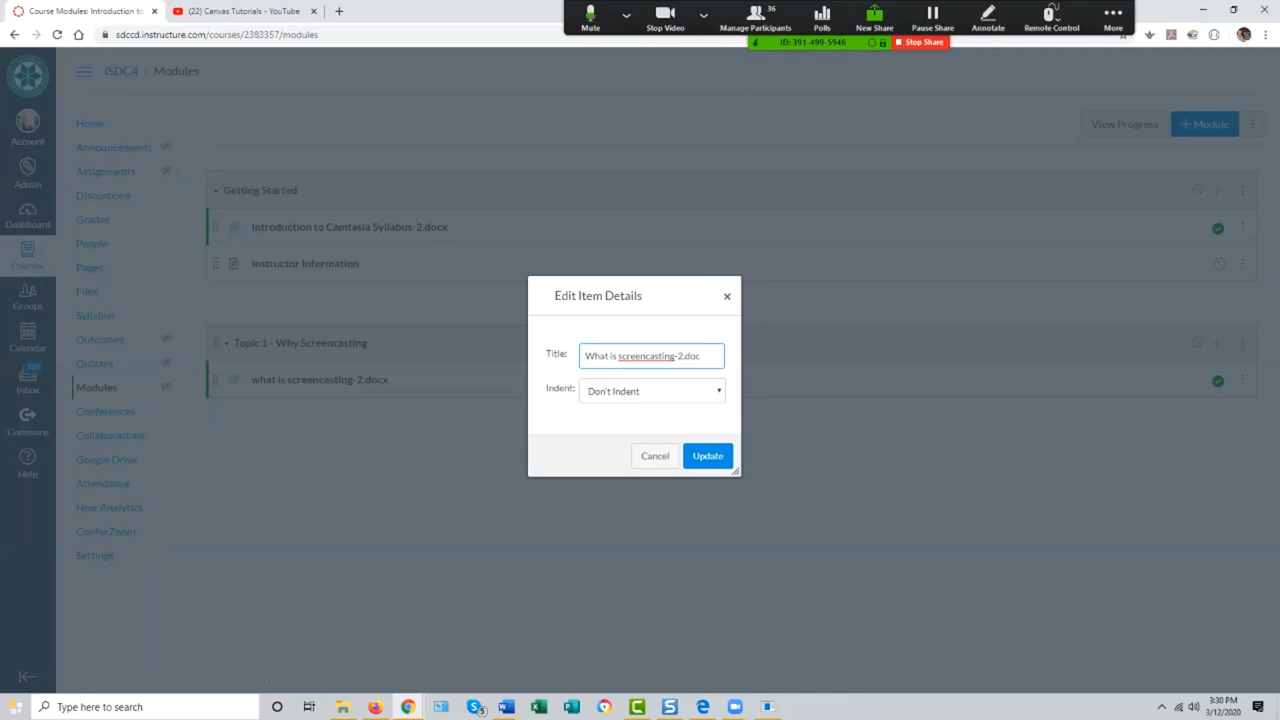 Course Modules: Introduction to
(22) Canvas Tutorials - YouTube
sdccd.instructure.com/courses/2383357/modules
Mute
Stop Video
36
Manage Participants
Polls
New Share
Pause Share
Annotate
Remote Control
More
ID: 391-499-5946
Stop Share
ISDC4
Modules
Account
Admin
Dashboard
Courses
Groups
Calendar
123
Inbox
Commons
Help
Home
Announcements
Assignments
Discussions
Grades
People
Pages
Files
Syllabus
Outcomes
Quizzes
Modules
Conferences
Collaborations
Google Drive
Attendance
New Analytics
ConferZoom
Settings
View Progress
+ Module
Getting Started
Introduction to Camtasia Syllabus-2.docx
Instructor Information
Topic 1 - Why Screencasting
what is screencasting-2.docx
Edit Item Details
Title:
What is screencasting-2.doc
Indent:
Don't Indent
Cancel
Update
Type here to search
3:30 PM
3/12/2020